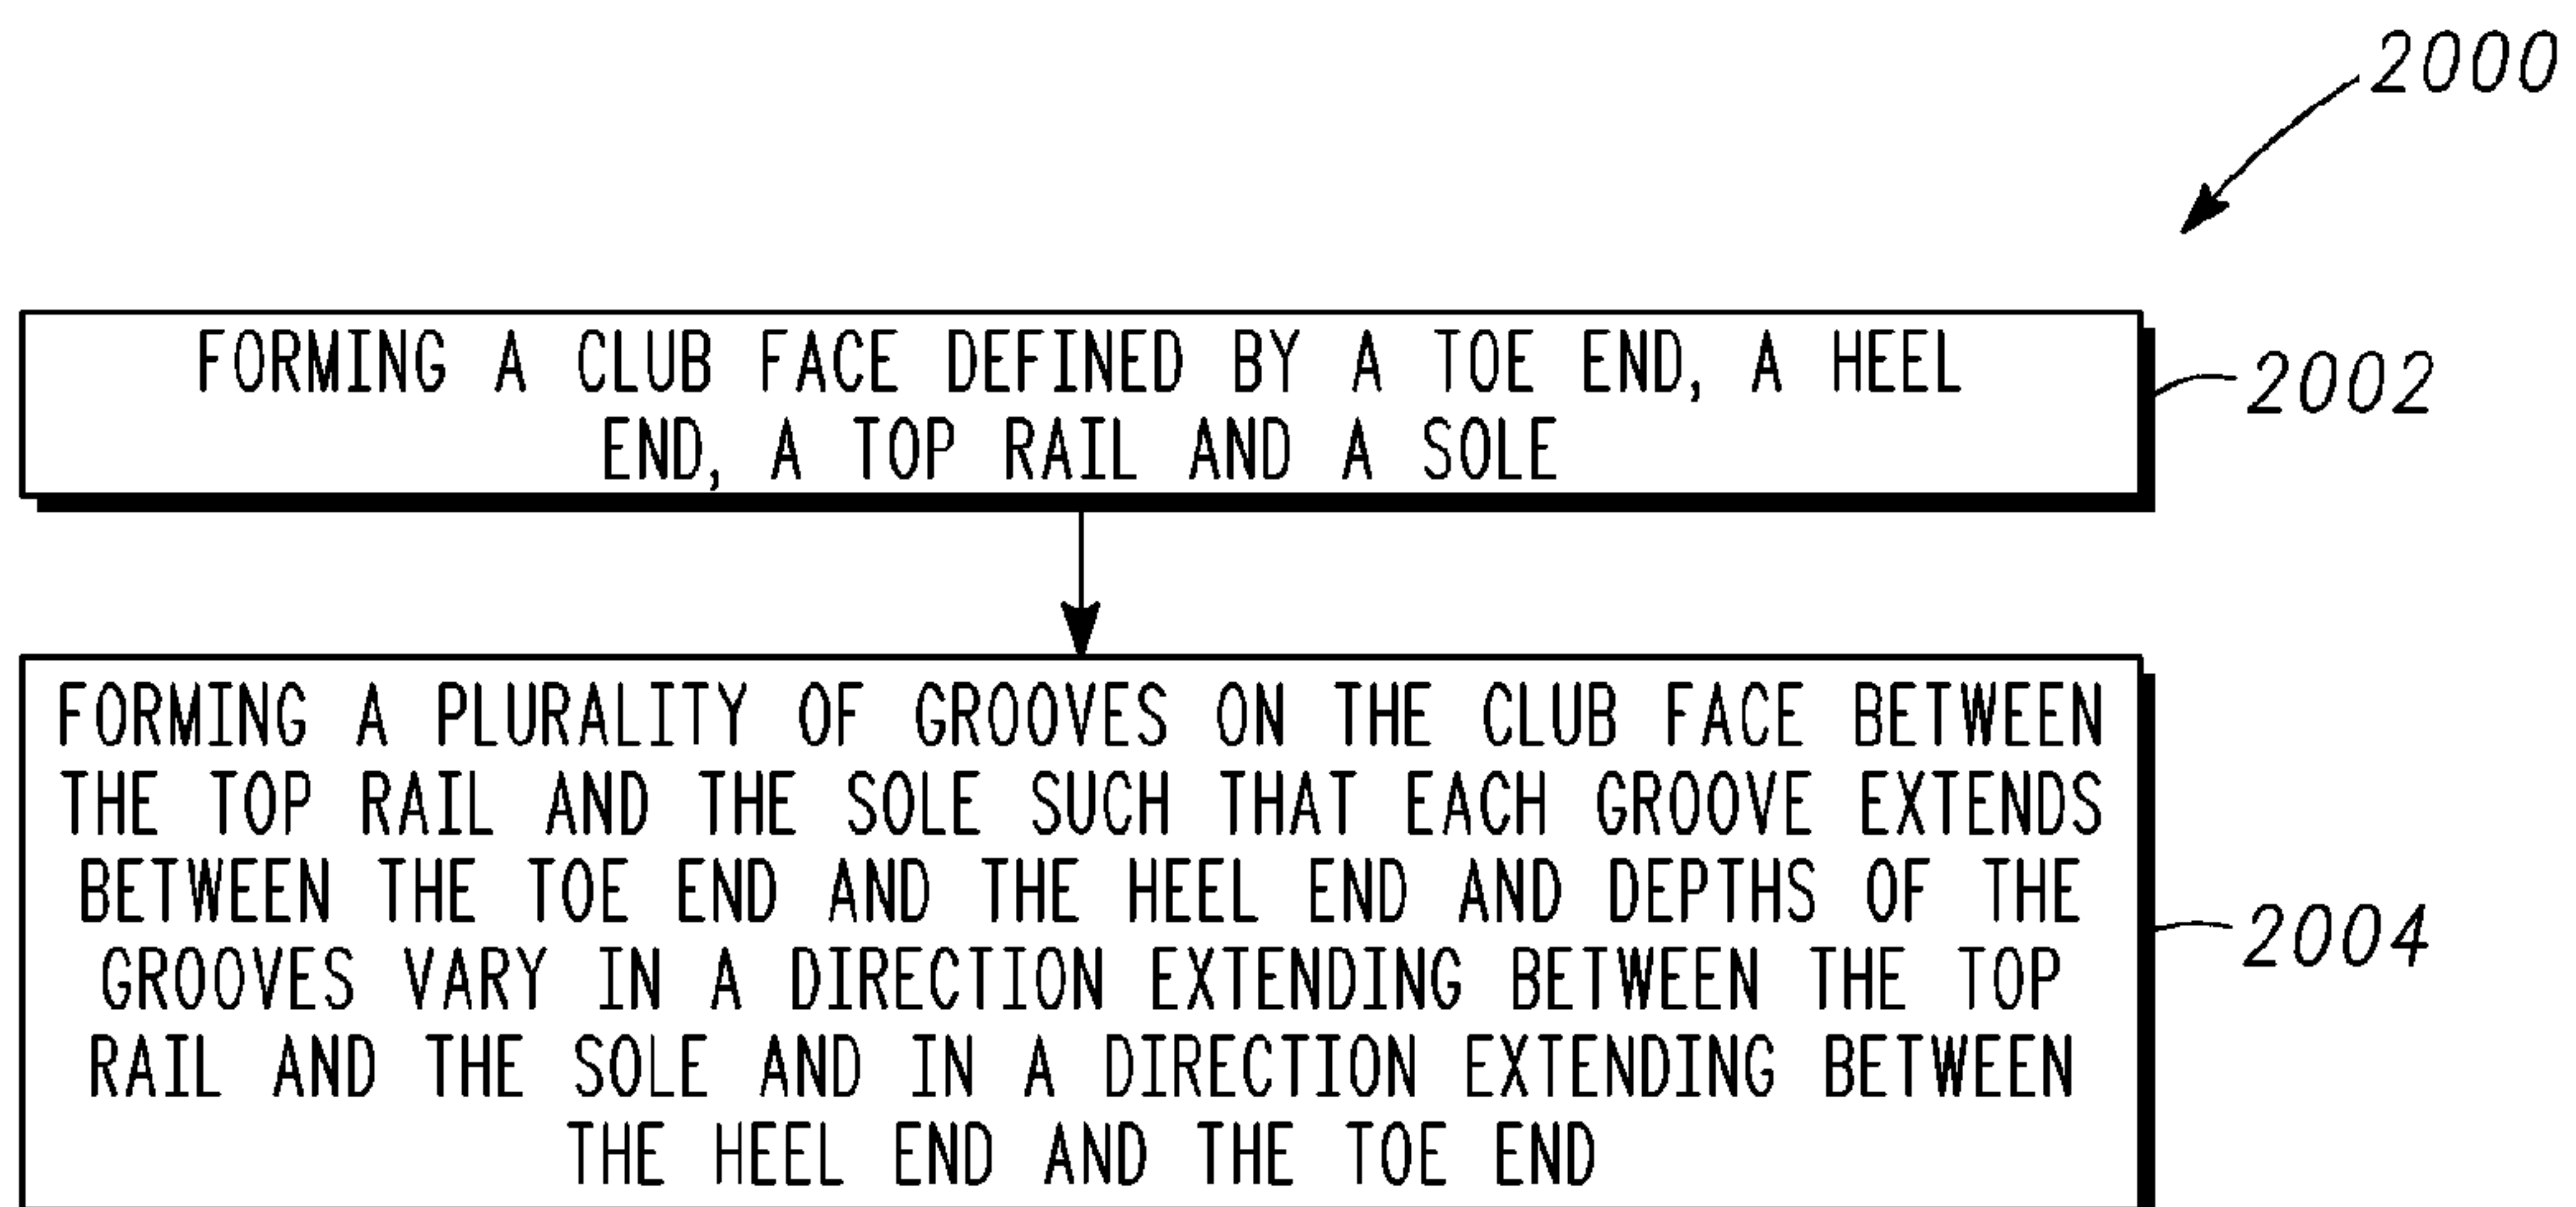 2000
FORMING A CLUB FACE DEFINED BY A TOE END, A HEEL
END, A TOP RAIL AND A SOLE
2002
FORMING A PLURALITY OF GROOVES ON THE CLUB FACE BETWEEN
THE TOP RAIL AND THE SOLE SUCH THAT EACH GROOVE EXTENDS
BETWEEN THE TOE END AND THE HEEL END AND DEPTHS OF THE
GROOVES VARY IN A DIRECTION EXTENDING BETWEEN THE TOP
RAIL AND THE SOLE AND IN A DIRECTION EXTENDING BETWEEN
THE HEEL END AND THE TOE END
2004